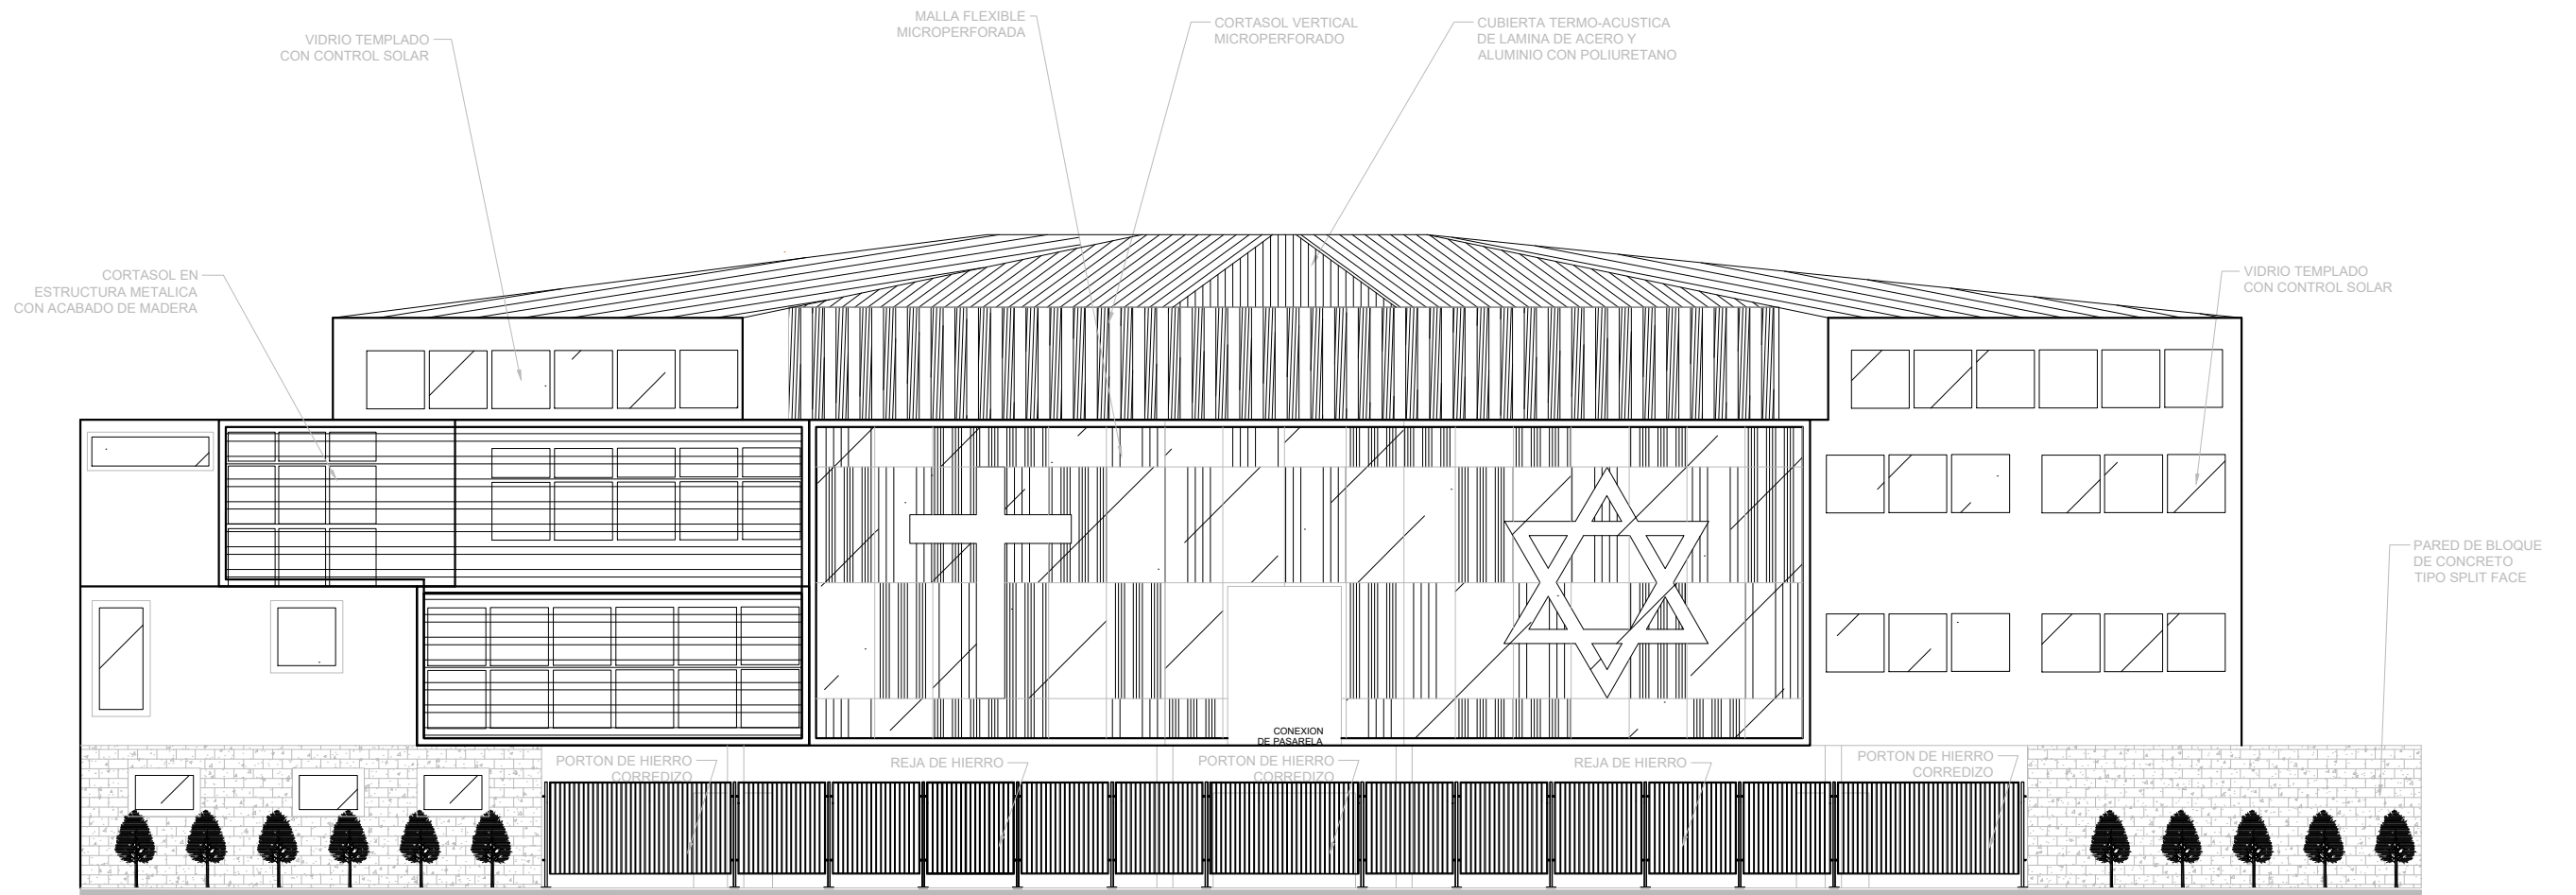 MALLA FLEXIBLE
MICROPERFORADA
CORTASOL VERTICAL
MICROPERFORADO
CUBIERTA TERMO-ACUSTICA
DE LAMINA DE ACERO Y
ALUMINIO CON POLIURETANO
VIDRIO TEMPLADO
CON CONTROL SOLAR
CORTASOL EN
ESTRUCTURA METALICA
CON ACABADO DE MADERA
VIDRIO TEMPLADO
CON CONTROL SOLAR
PARED DE BLOQUE
DE CONCRETO
TIPO SPLIT FACE
CONEXION
DE PASARELA
PORTON DE HIERRO
CORREDIZO
REJA DE HIERRO
PORTON DE HIERRO
CORREDIZO
REJA DE HIERRO
PORTON DE HIERRO
CORREDIZO